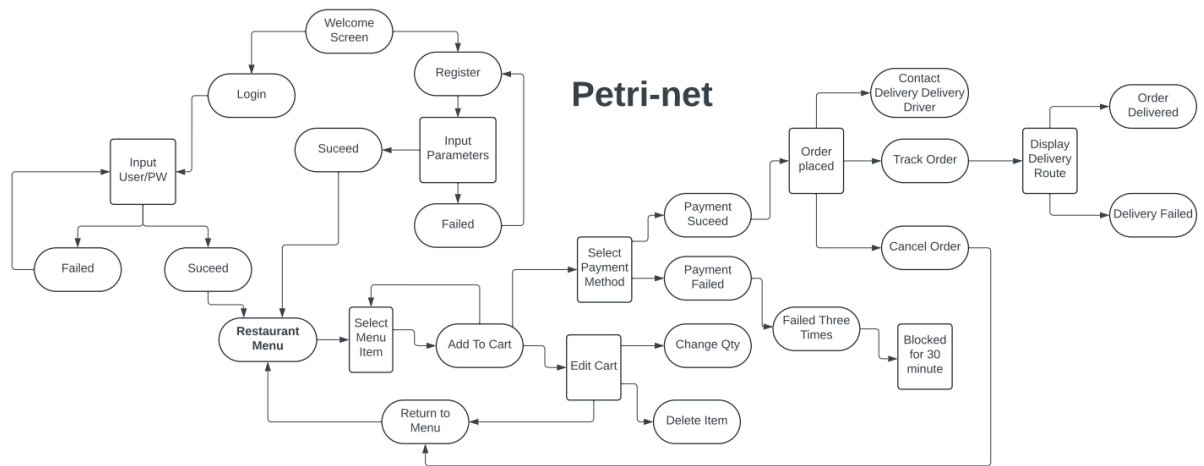 Welcome
Screen
Register
Login
Petri-net
Contact
Delivery Delivery
Driver
Order
Delivered
Input
User/PW
Suceed
Input
Parameters
Order
placed
Track Order
Display
Delivery
Route
Failed
Payment
Suceed
Delivery Failed
Failed
Suceed
Select
Payment
Method
Cancel Order
Payment
Failed
Restaurant
Menu
Select
Menu
Item
Add To Cart
Edit Cart
Change Qty
Failed Three
Times
Blocked
for 30
minute
Return to
Menu
Delete Item